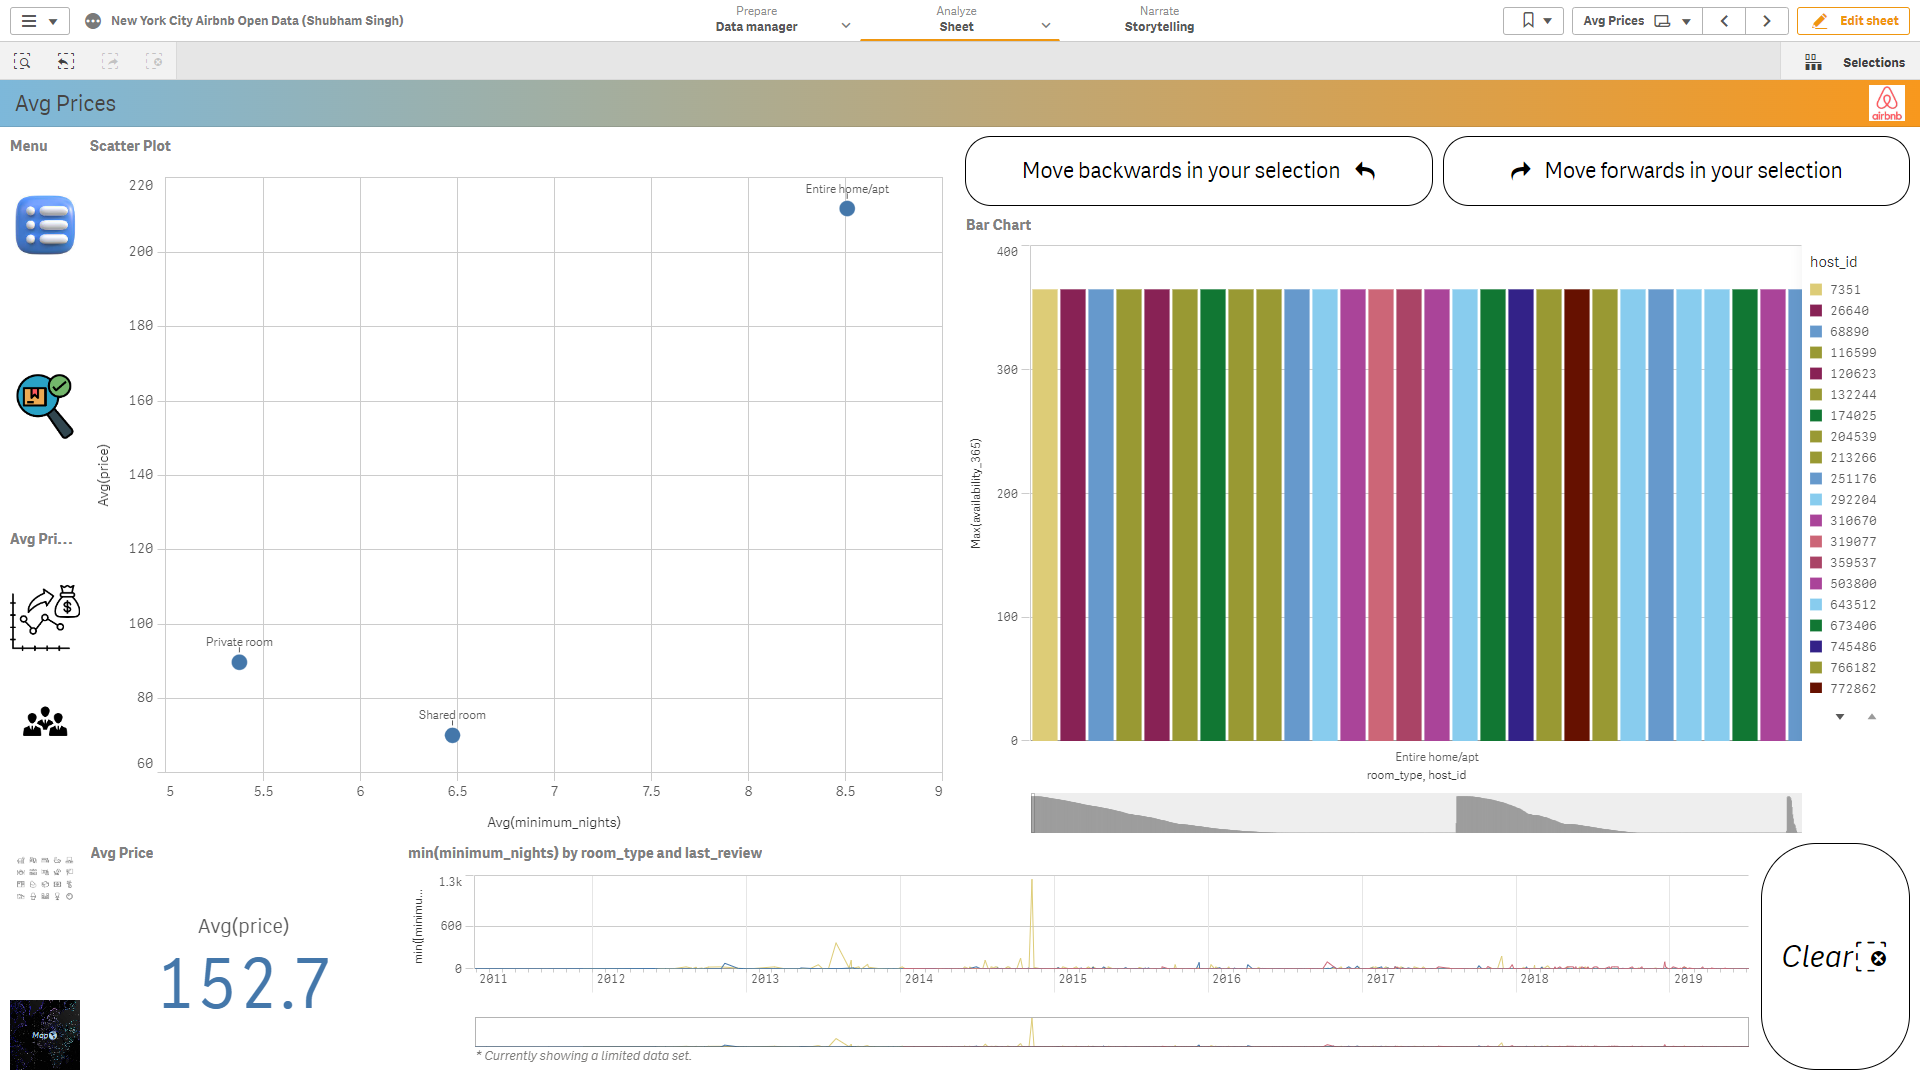 New York City Airbnb Open Data (Shubham Singh)
Prepare
Data manager
Analyze
Sheet
Narrate
Storytelling
Avg Prices
Edit sheet
Selections
Avg Prices
airbnb
Menu
Avg Pri...
Map
Scatter Plot
Avg(price)
220
200
180
160
140
120
100
80
60
Entire home/apt
Private room
Shared room
5 5.5 6 6.5 7 7.5 8 8.5 9
Avg(minimum_nights)
Move backwards in your selection
Move forwards in your selection
Bar Chart
Max(availability_365)
400
300
200
100
0
Entire home/apt
room_type, host_id
host_id
7351
26640
68890
116599
120623
132244
174025
204539
213266
251176
292204
310670
319077
359537
503800
643512
673406
745486
766182
772862
Avg Price
Avg(price)
152.7
min(minimum_nights) by room_type and last_review
min([minimu...
1.3k
600
0
2011 2012 2013 2014 2015 2016 2017 2018 2019
* Currently showing a limited data set.
Clear